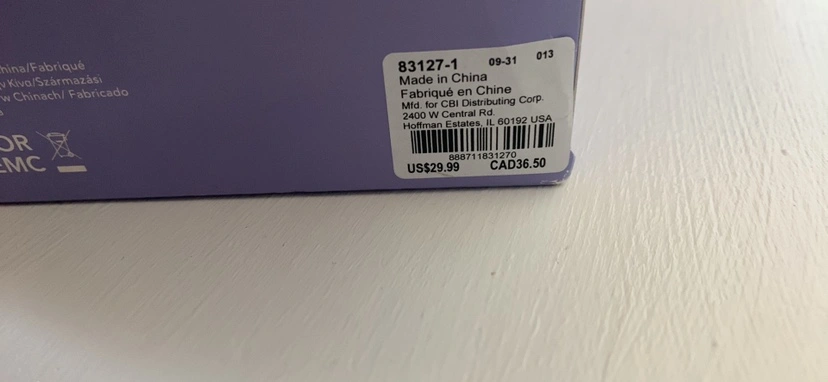 hina/Fabriqué
Kiva/Származási
w Chinach/ Fabricado
OR
EMC
83127-1 09-31 013
Made in China
Fabriqué en Chine
Mfd. for CBI Distributing Corp.
2400 W Central Rd.
Hoffman Estates, IL 60192 USA
888711831270
US$29.99 CAD36.50